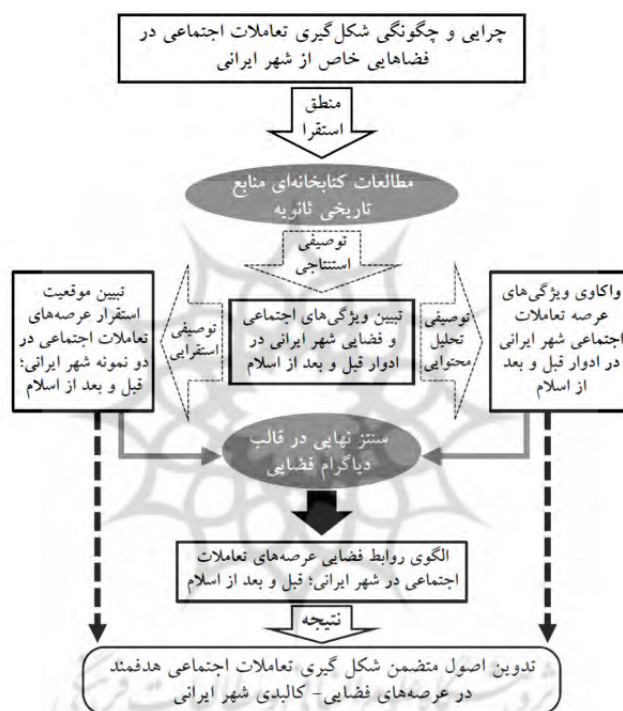 چرایی و چگونگی شکل‌گیری تعاملات اجتماعی در
فضاهایی خاص از شهر ایرانی
منطق
استقرا
مطالعات کتابخانه‌ای منابع
تاریخی ثانویه
توصیفی
استنتاجی
واکاوی ویژگی‌های
عرصه تعاملات
اجتماعی شهر ایرانی
در ادوار قبل و بعد
از اسلام
توصیفی
تحلیل
محتوایی
تبیین ویژگی‌های اجتماعی
و فضایی شهر ایرانی در
ادوار قبل و بعد از اسلام
توصیفی
استقرایی
تبیین موقعیت
استقرار عرصه‌های
تعاملات اجتماعی در
دو نمونه شهر ایرانی؛
قبل و بعد از اسلام
سنتز نهایی در قالب
دیاگرام فضایی
الگوی روابط فضایی عرصه‌های تعاملات
اجتماعی در شهر ایرانی؛ قبل و بعد از اسلام
نتیجه
تدوین اصول متضمن شکل گیری تعاملات اجتماعی هدفمند
در عرصه‌های فضایی- کالبدی شهر ایرانی